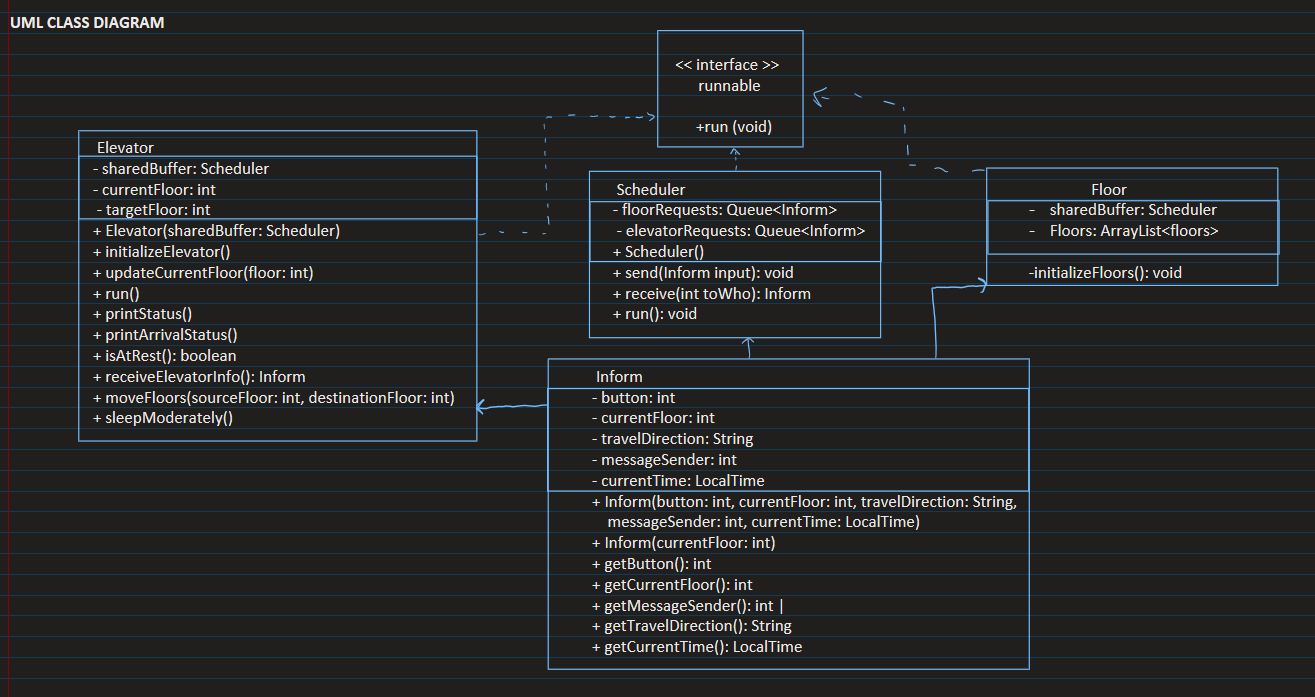 UML CLASS DIAGRAM
<< interface >>
runnable
+run (void)
Elevator
- sharedBuffer: Scheduler
- currentFloor: int
- targetFloor: int
+ Elevator(sharedBuffer: Scheduler)
+ initializeElevator()
+ updateCurrentFloor(floor: int)
+ run()
+ printStatus()
+ printArrivalStatus()
+ isAtRest(): boolean
+ receiveElevatorInfo(): Inform
+ moveFloors(sourceFloor: int, destinationFloor: int)
+ sleepModerately()
Scheduler
- floorRequests: Queue<Inform>
- elevatorRequests: Queue<Inform>
+ Scheduler()
+ send(Inform input): void
+ receive(int toWho): Inform
+ run(): void
Floor
- sharedBuffer: Scheduler
- Floors: ArrayList<floors>
-initializeFloors(): void
Inform
- button: int
- currentFloor: int
- travelDirection: String
- messageSender: int
- currentTime: LocalTime
+ Inform(button: int, currentFloor: int, travelDirection: String,
messageSender: int, currentTime: LocalTime)
+ Inform(currentFloor: int)
+ getButton(): int
+ getCurrentFloor(): int
+ getMessageSender(): int |
+ getTravelDirection(): String
+ getCurrentTime(): LocalTime